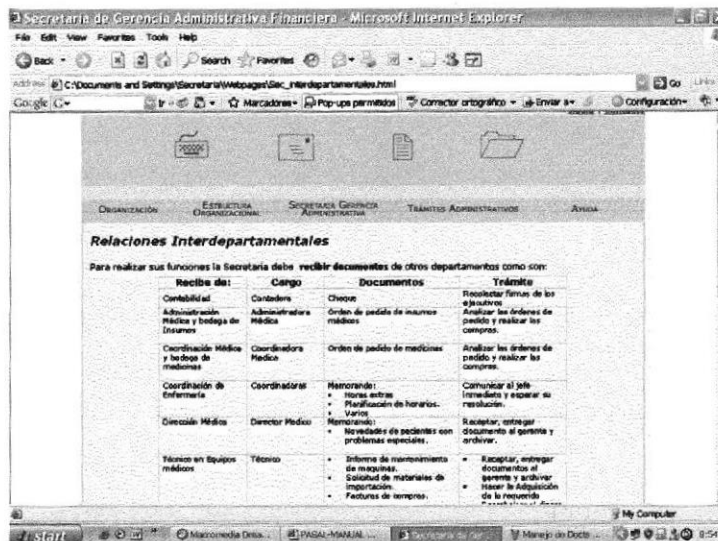 Secretaria de Gerencia Administrativa Financiera - Microsoft Internet Explorer
File Edit View Favorites Tools Help
Back Search Favorites
Address C:\Documents and Settings\Secretaria\Webpages\Sec_interdepartamentales.html Go Links
Google Ir Marcadores Pop-ups permitidos Corrector ortográfico Enviar a Configuración
ORGANIZACIÓN ESTRUCTURA ORGANIZACIONAL SECRETARIA GERENCIA ADMINISTRATIVA TRÁMITES ADMINISTRATIVOS AYUDA
Relaciones Interdepartamentales
Para realizar sus funciones la Secretaria debe recibir documentos de otros departamentos como son:
Recibe de: Cargo Documentos Trámite
Contabilidad Contadora Cheque Recolectar firmas de los ejecutivos
Administración Médica y bodega de Insumos Administradora Médica Orden de pedido de insumos médicos Analizar las órdenes de pedido y realizar las compras.
Coordinación Médica y bodega de medicinas Coordinadora Medica Orden de pedido de medicinas Analizar las órdenes de pedido y realizar las compras.
Coordinación de Enfermería Coordinadoras Memorando:
• Horas extras
• Planificación de horarios.
• Varios
Comunicar al jefe inmediato y esperar su resolución.
Dirección Médica Director Medico Memorando:
• Novedades de pacientes con problemas especiales.
Receptar, entregar documento al gerente y archivar.
Técnico en Equipos médicos Técnico
• Informe de mantenimiento de maquinas.
• Solicitud de materiales de importación.
• Facturas de compras.
• Receptar, entregar documentos al gerente y archivar
• Hacer la Adquisición de lo requerido
My Computer
start Macromedia Drea... PASAL-MANUAL ... Secretaria de Ger... Manejo de Docto ... 8:54